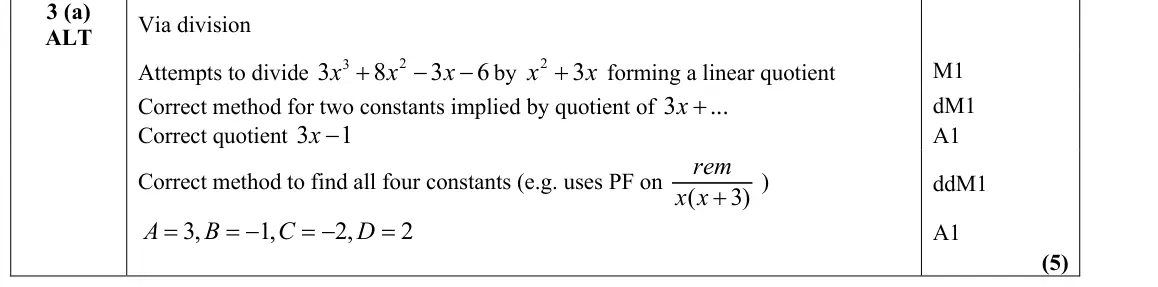 3 (a)
ALT
Via division
Attempts to divide 3x³ + 8x² − 3x − 6 by x² + 3x forming a linear quotient M1
Correct method for two constants implied by quotient of 3x + ... dM1
Correct quotient 3x − 1 A1
Correct method to find all four constants (e.g. uses PF on rem / x(x + 3) ) ddM1
A = 3, B = −1, C = −2, D = 2 A1
(5)